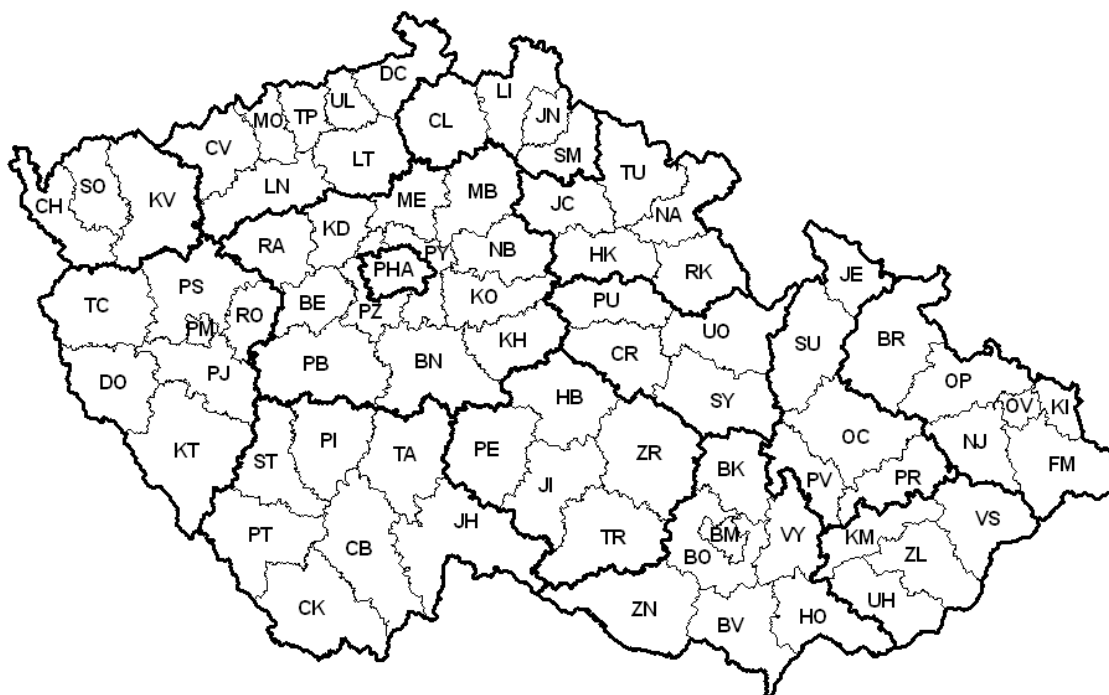 DC
LI
UL
MO
TP
CL
JN
CV
LT
SM
TU
SO
LN
KV
ME
MB
CH
JC
NA
KD
RA
PY
NB
HK
RK
PHA
JE
PS
KO
TC
BE
PU
RO
PZ
PM
UO
BR
KH
CR
SU
PB
BN
DO
PJ
OP
HB
SY
OV
KI
PI
OC
NJ
KT
ST
TA
PE
ZR
FM
BK
PV
PR
JI
JH
VS
PT
CB
TR
BM
VY
KM
BO
ZL
CK
UH
ZN
BV
HO